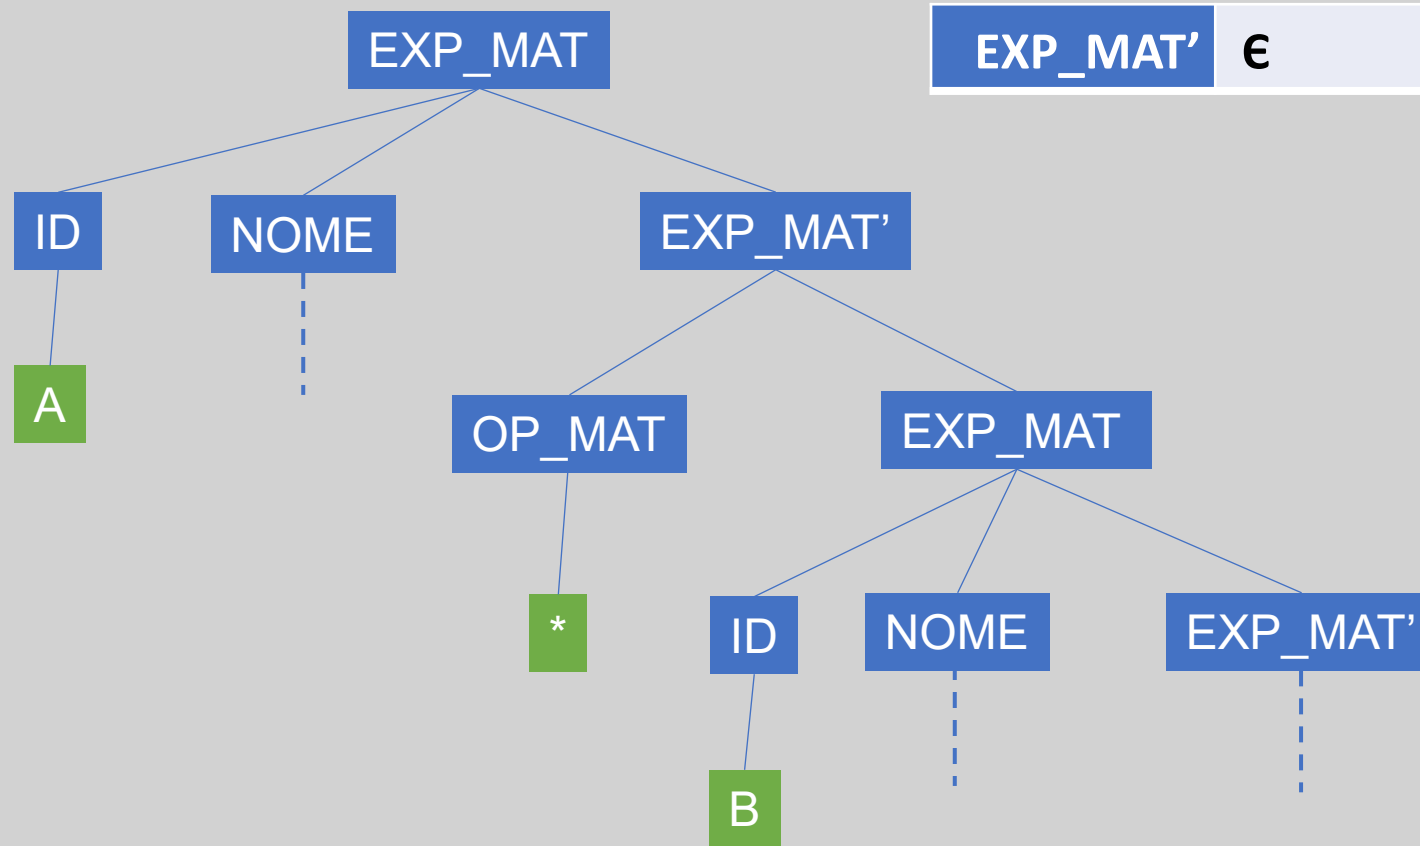 EXP_MAT
EXP_MAT’ Є
ID
NOME
EXP_MAT’
A
OP_MAT
EXP_MAT
*
ID
NOME
EXP_MAT’
B